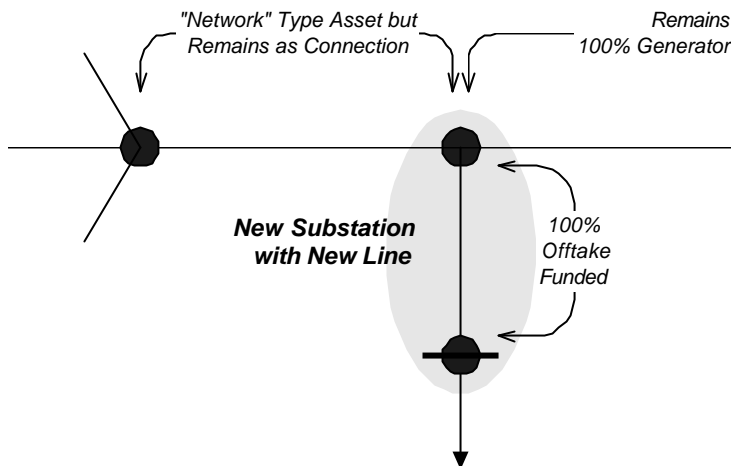 "Network" Type Asset but
Remains as Connection
Remains
100% Generator
New Substation
with New Line
100%
Offtake
Funded